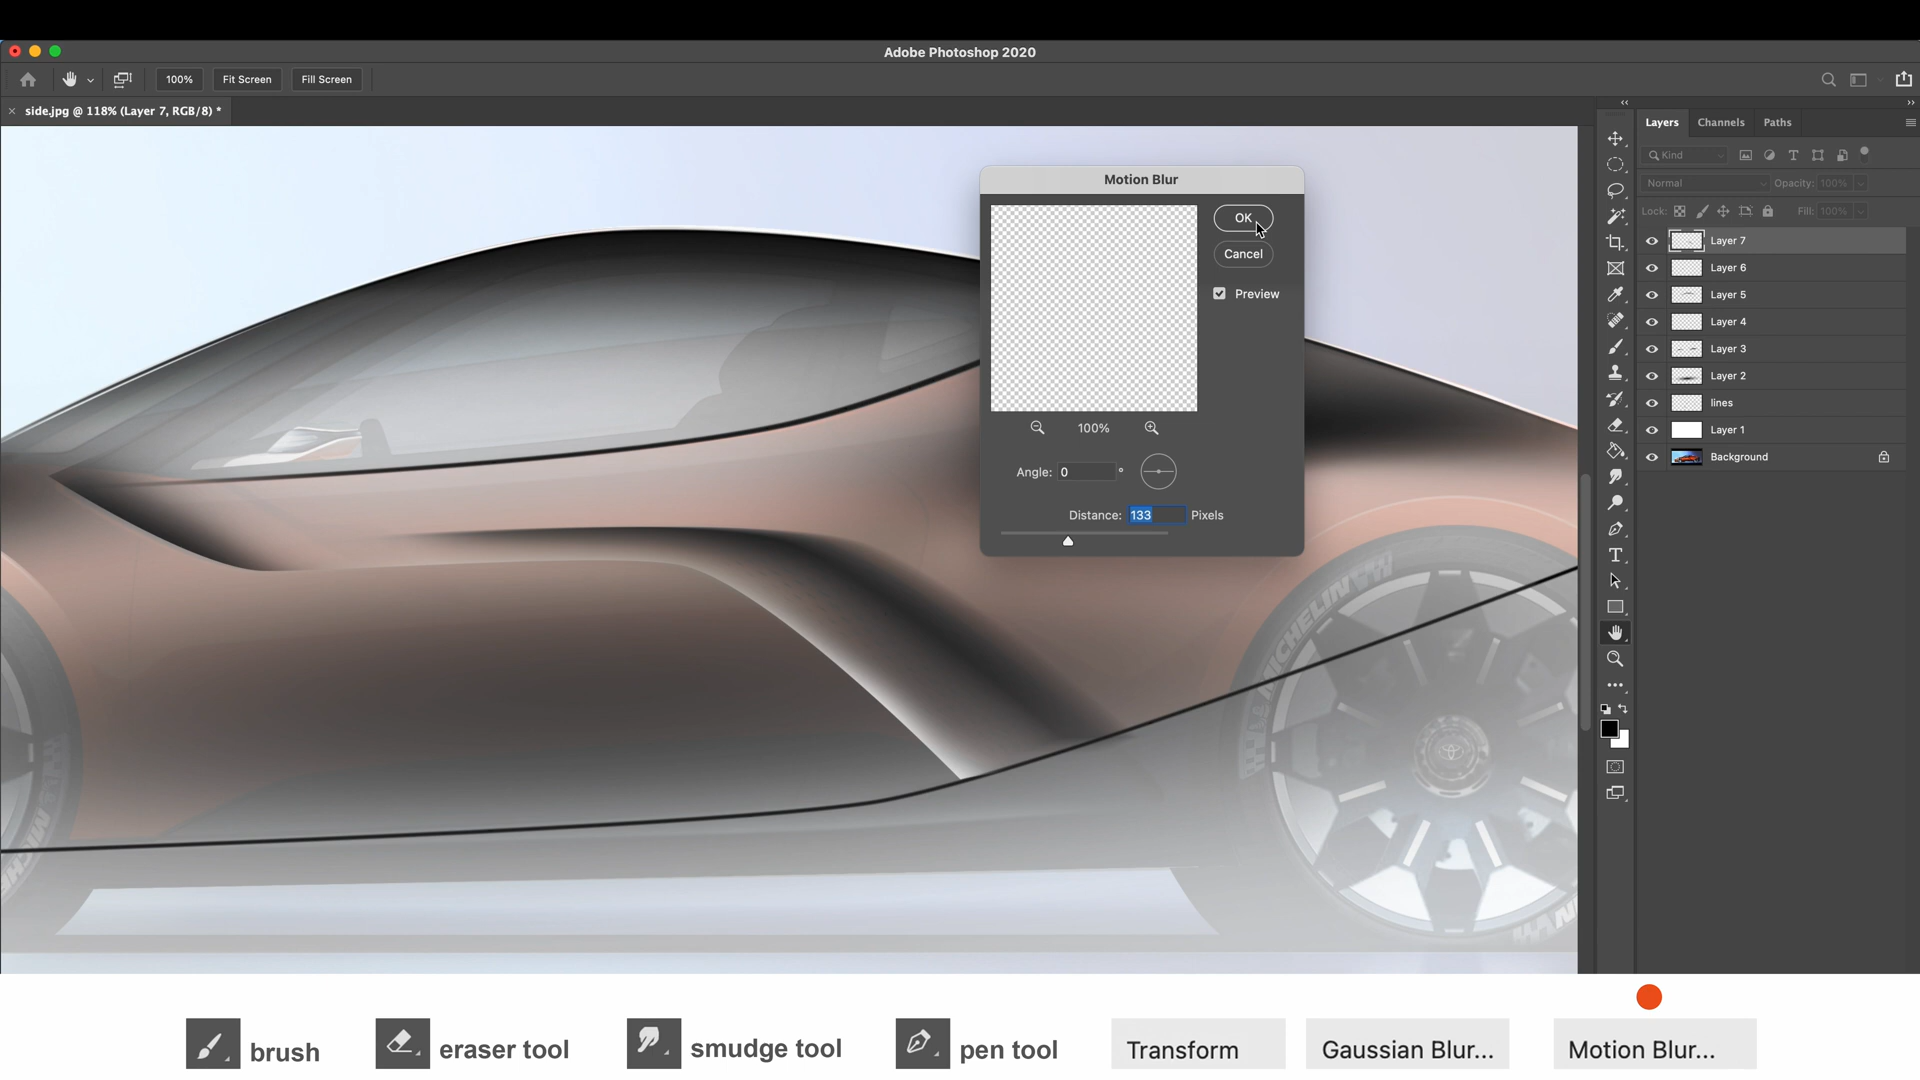 Adobe Photoshop 2020
100%
Fit Screen
Fill Screen
side.jpg @ 118% (Layer 7, RGB/8) *
Layers
Channels
Paths
Kind
Normal
Opacity: 100%
Lock:
Fill: 100%
Layer 7
Layer 6
Layer 5
Layer 4
Layer 3
Layer 2
lines
Layer 1
Background
Motion Blur
OK
Cancel
Preview
100%
Angle: 0 °
Distance: 133 Pixels
MICHELIN
brush
eraser tool
smudge tool
pen tool
Transform
Gaussian Blur...
Motion Blur...